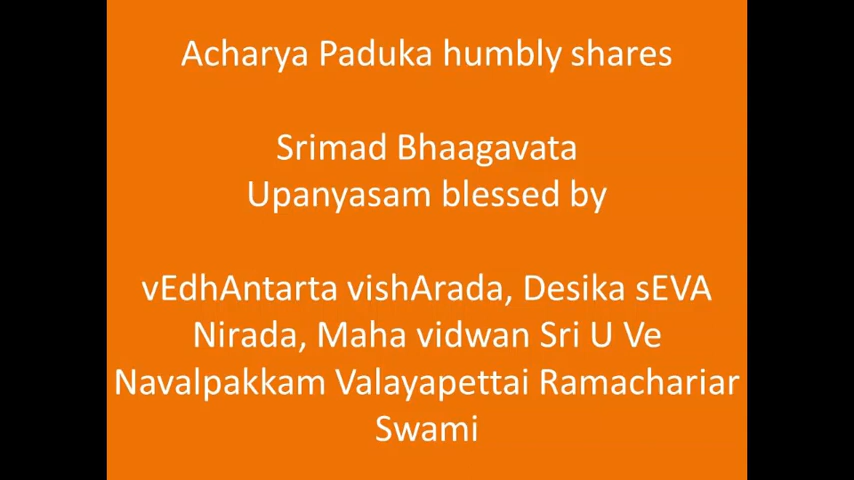 Acharya Paduka humbly shares
Srimad Bhaagavata
Upanyasam blessed by
vEdhAntarta vishArada, Desika sEVA
Nirada, Maha vidwan Sri U Ve
Navalpakkam Valayapettai Ramachariar
Swami